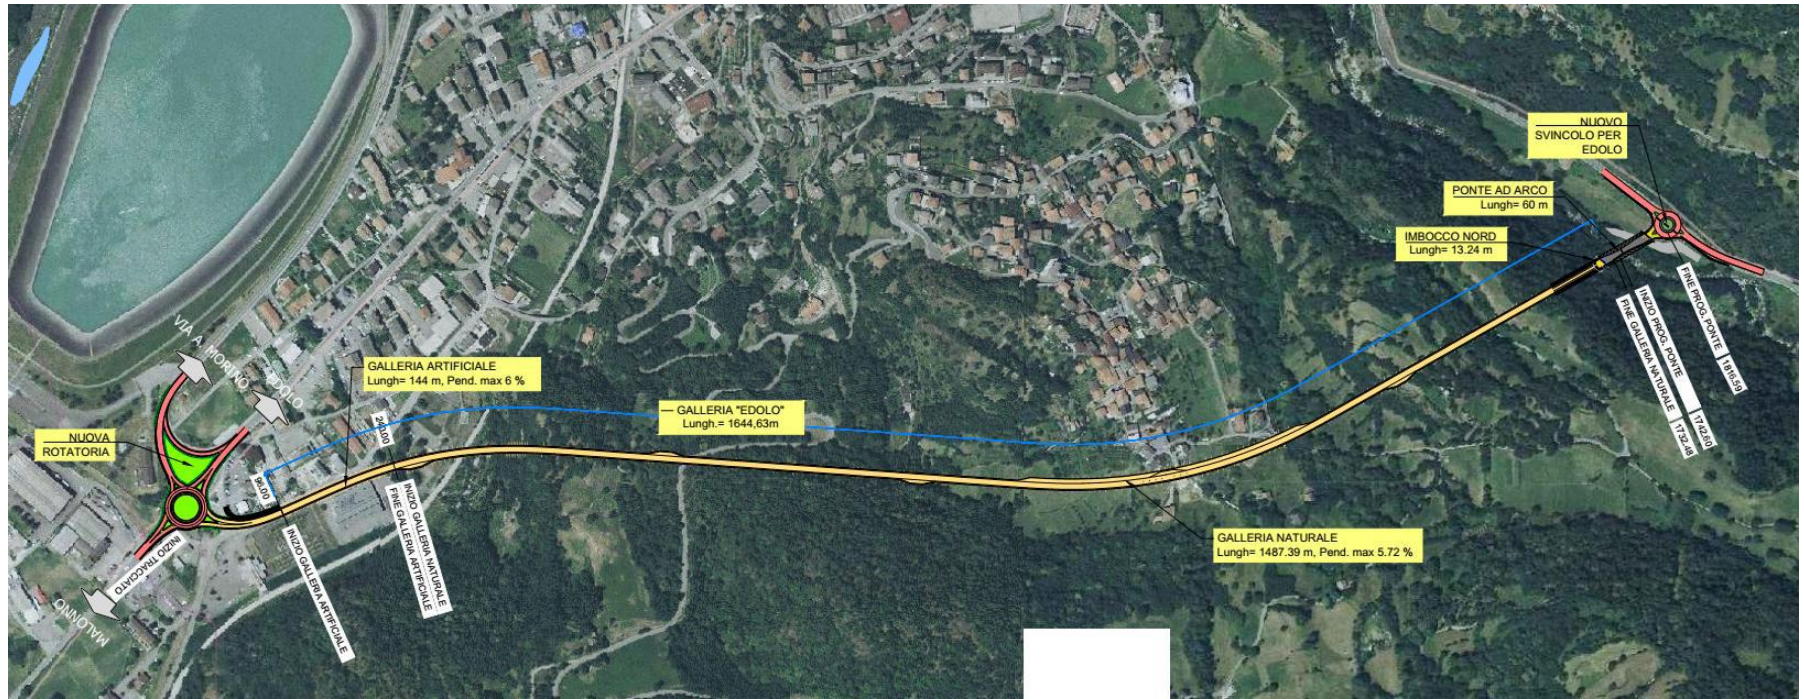 NUOVO
SVINCOLO PER
EDOLO
PONTE AD ARCO
Lungh= 60 m
IMBOCCO NORD
Lungh= 13.24 m
FINE PROG. PONTE 1816.59
INIZIO PROG. PONTE 1742.60
FINE GALLERIA NATURALE 1732.48
VIA A. MORINO
EDOLO
GALLERIA ARTIFICIALE
Lungh= 144 m, Pend. max 6 %
GALLERIA "EDOLO"
Lungh.= 1644,63m
NUOVA
ROTATORIA
96.00
240.00
INIZIO GALLERIA NATURALE
FINE GALLERIA ARTIFICIALE
INIZIO GALLERIA ARTIFICIALE
INIZIO TRACCIATO
MALONNO
GALLERIA NATURALE
Lungh= 1487.39 m, Pend. max 5.72 %